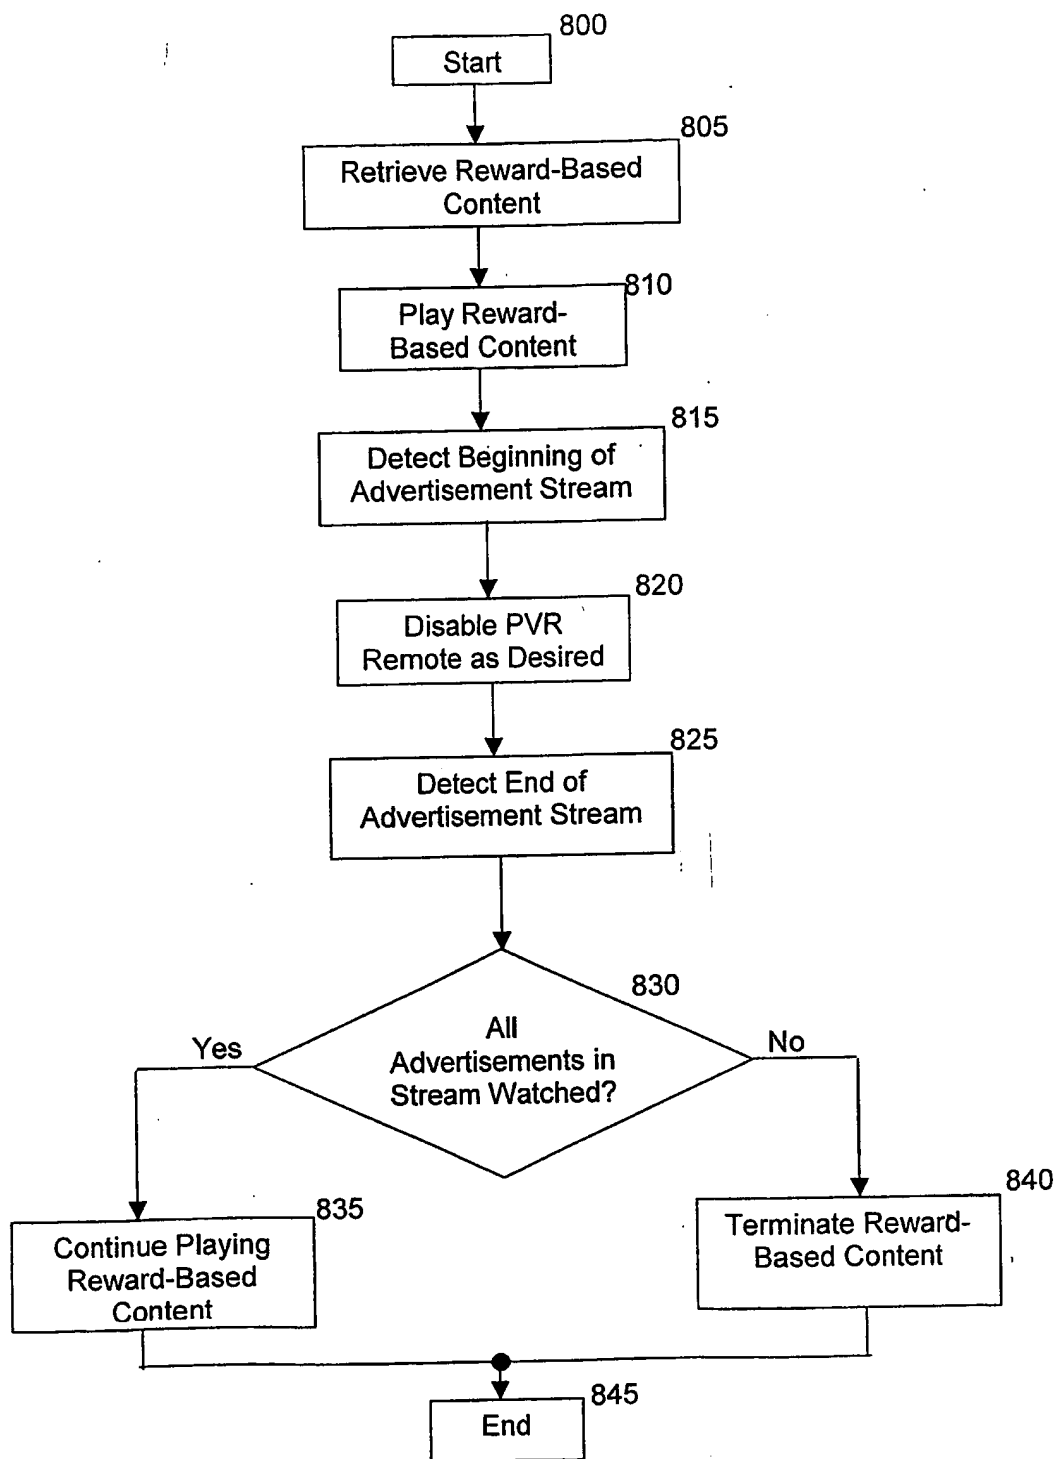 800
Start
805
Retrieve Reward-Based
Content
810
Play Reward-
Based Content
815
Detect Beginning of
Advertisement Stream
820
Disable PVR
Remote as Desired
825
Detect End of
Advertisement Stream
830
All
Advertisements in
Stream Watched?
Yes
No
835
Continue Playing
Reward-Based
Content
840
Terminate Reward-
Based Content
845
End